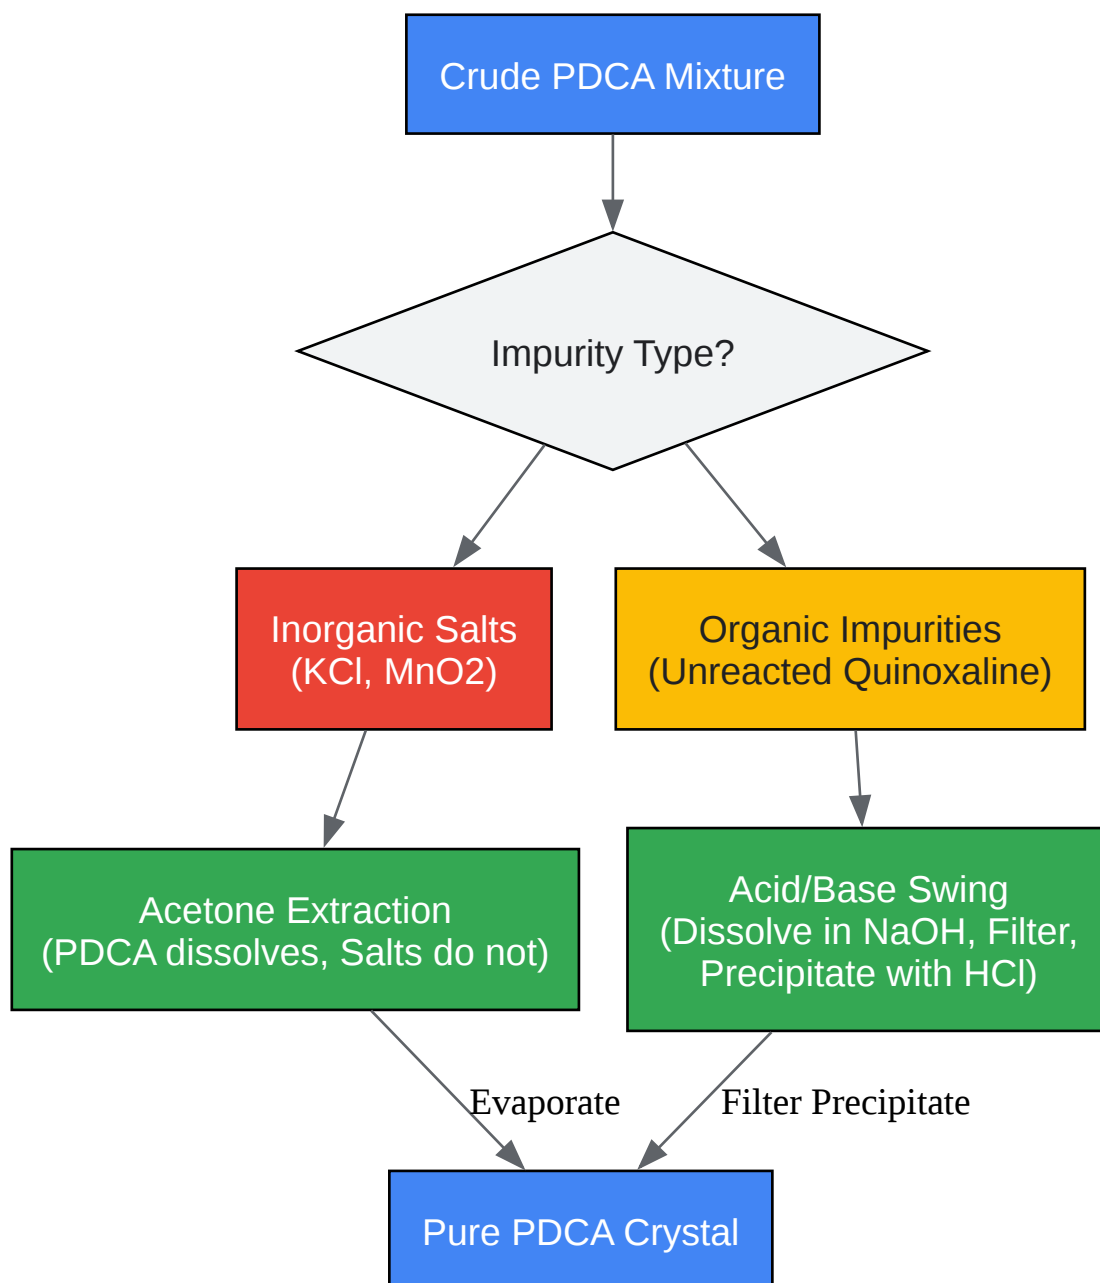 Crude PDCA Mixture
Impurity Type?
Inorganic Salts
(KCl, MnO2)
Organic Impurities
(Unreacted Quinoxaline)
Acetone Extraction
(PDCA dissolves, Salts do not)
Acid/Base Swing
(Dissolve in NaOH, Filter,
Precipitate with HCl)
Evaporate
Filter Precipitate
Pure PDCA Crystal